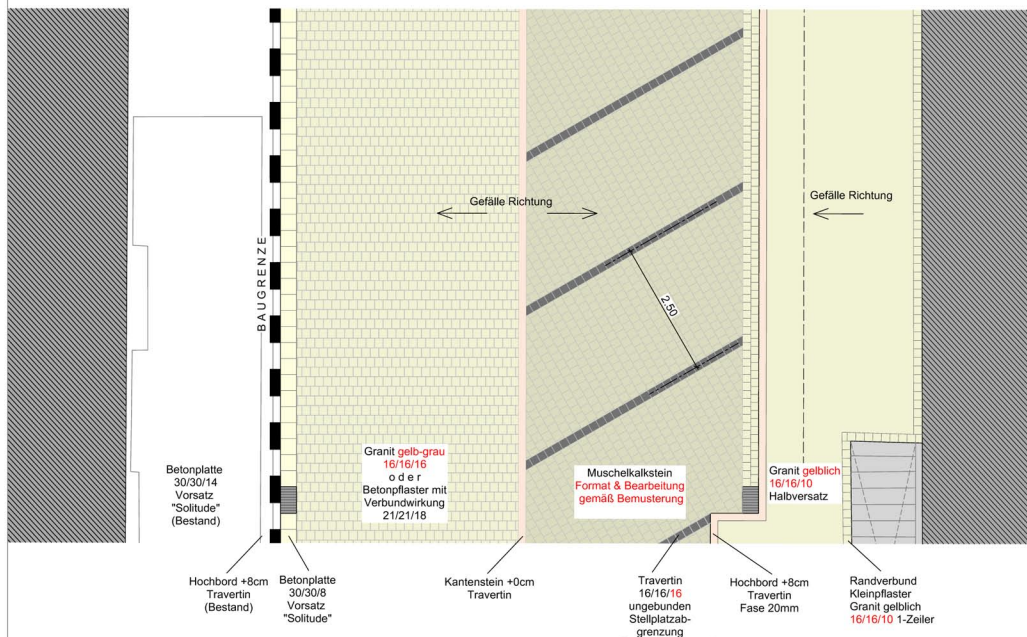 Gefälle Richtung
Gefälle Richtung
BAUGRENZE
2.50
Betonplatte
30/30/14
Vorsatz
"Solitude"
(Bestand)
Granit gelb-grau
16/16/16
o d e r
Betonpflaster mit
Verbundwirkung
21/21/18
Muschelkalkstein
Format & Bearbeitung
gemäß Bemusterung
Granit gelblich
16/16/10
Halbversatz
Hochbord +8cm
Travertin
(Bestand)
Betonplatte
30/30/8
Vorsatz
"Solitude"
Kantenstein +0cm
Travertin
Travertin
16/16/16
ungebunden
Stellplatzab-
grenzung
Hochbord +8cm
Travertin
Fase 20mm
Randverbund
Kleinpflaster
Granit gelblich
16/16/10 1-Zeiler